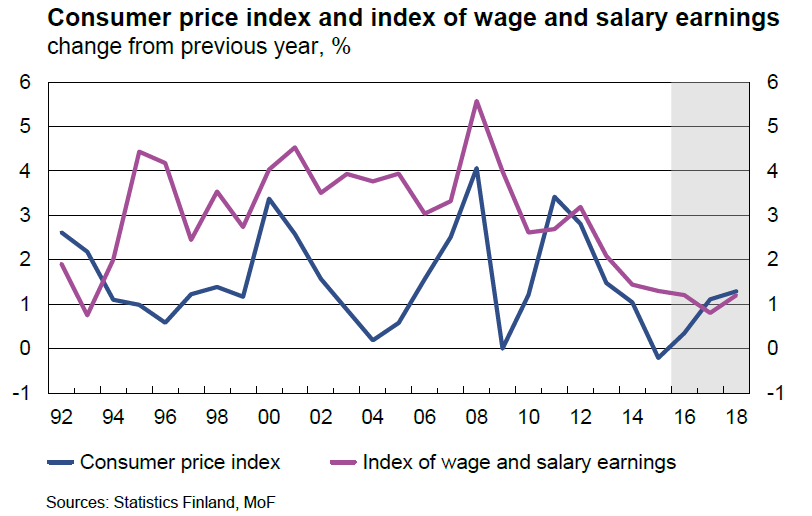 Consumer price index and index of wage and salary earnings
change from previous year, %
6 6
5 5
4 4
3 3
2 2
1 1
0 0
-1 -1
92 94 96 98 00 02 04 06 08 10 12 14 16 18
Consumer price index Index of wage and salary earnings
Sources: Statistics Finland, MoF